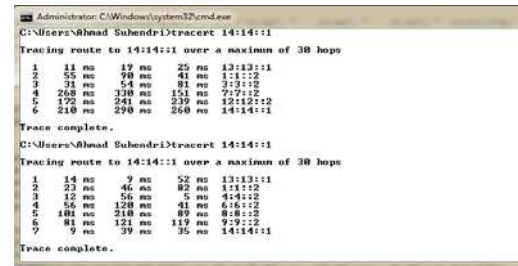 Administrator: C:\Windows\system32\cmd.exe
C:\Users\Ahmad Suhendri>tracert 14:14::1
Tracing route to 14:14::1 over a maximum of 30 hops
1 11 ms 19 ms 25 ms 13:13::1
2 55 ms 90 ms 41 ms 1:1::2
3 31 ms 54 ms 81 ms 3:3::2
4 268 ms 330 ms 151 ms 7:7::2
5 172 ms 241 ms 239 ms 12:12::2
6 210 ms 290 ms 260 ms 14:14::1
Trace complete.
C:\Users\Ahmad Suhendri>tracert 14:14::1
Tracing route to 14:14::1 over a maximum of 30 hops
1 14 ms 9 ms 52 ms 13:13::1
2 23 ms 46 ms 82 ms 1:1::2
3 12 ms 56 ms 5 ms 4:4::2
4 56 ms 120 ms 41 ms 6:6::2
5 101 ms 210 ms 89 ms 8:8::2
6 81 ms 121 ms 119 ms 9:9::2
7 9 ms 39 ms 35 ms 14:14::1
Trace complete.